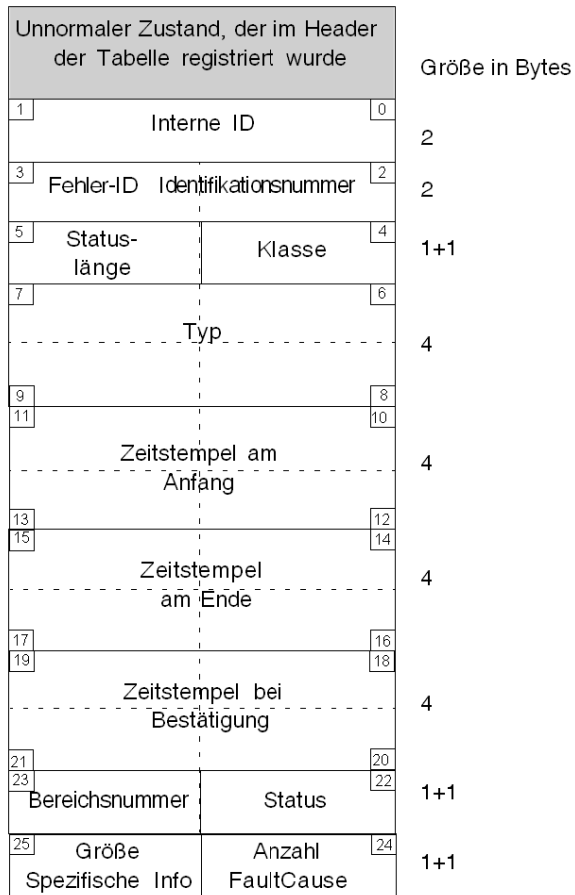 Unnormaler Zustand, der im Header
der Tabelle registriert wurde
Größe in Bytes
1
0
Interne ID
2
3
2
Fehler-ID Identifikationsnummer
2
5
4
Status-
länge
Klasse
1+1
7
6
Typ
4
9
8
11
10
Zeitstempel am
Anfang
4
13
12
15
14
Zeitstempel
am Ende
4
17
16
19
18
Zeitstempel bei
Bestätigung
4
21
20
23
22
Bereichsnummer
Status
1+1
25
24
Größe
Spezifische Info
Anzahl
FaultCause
1+1